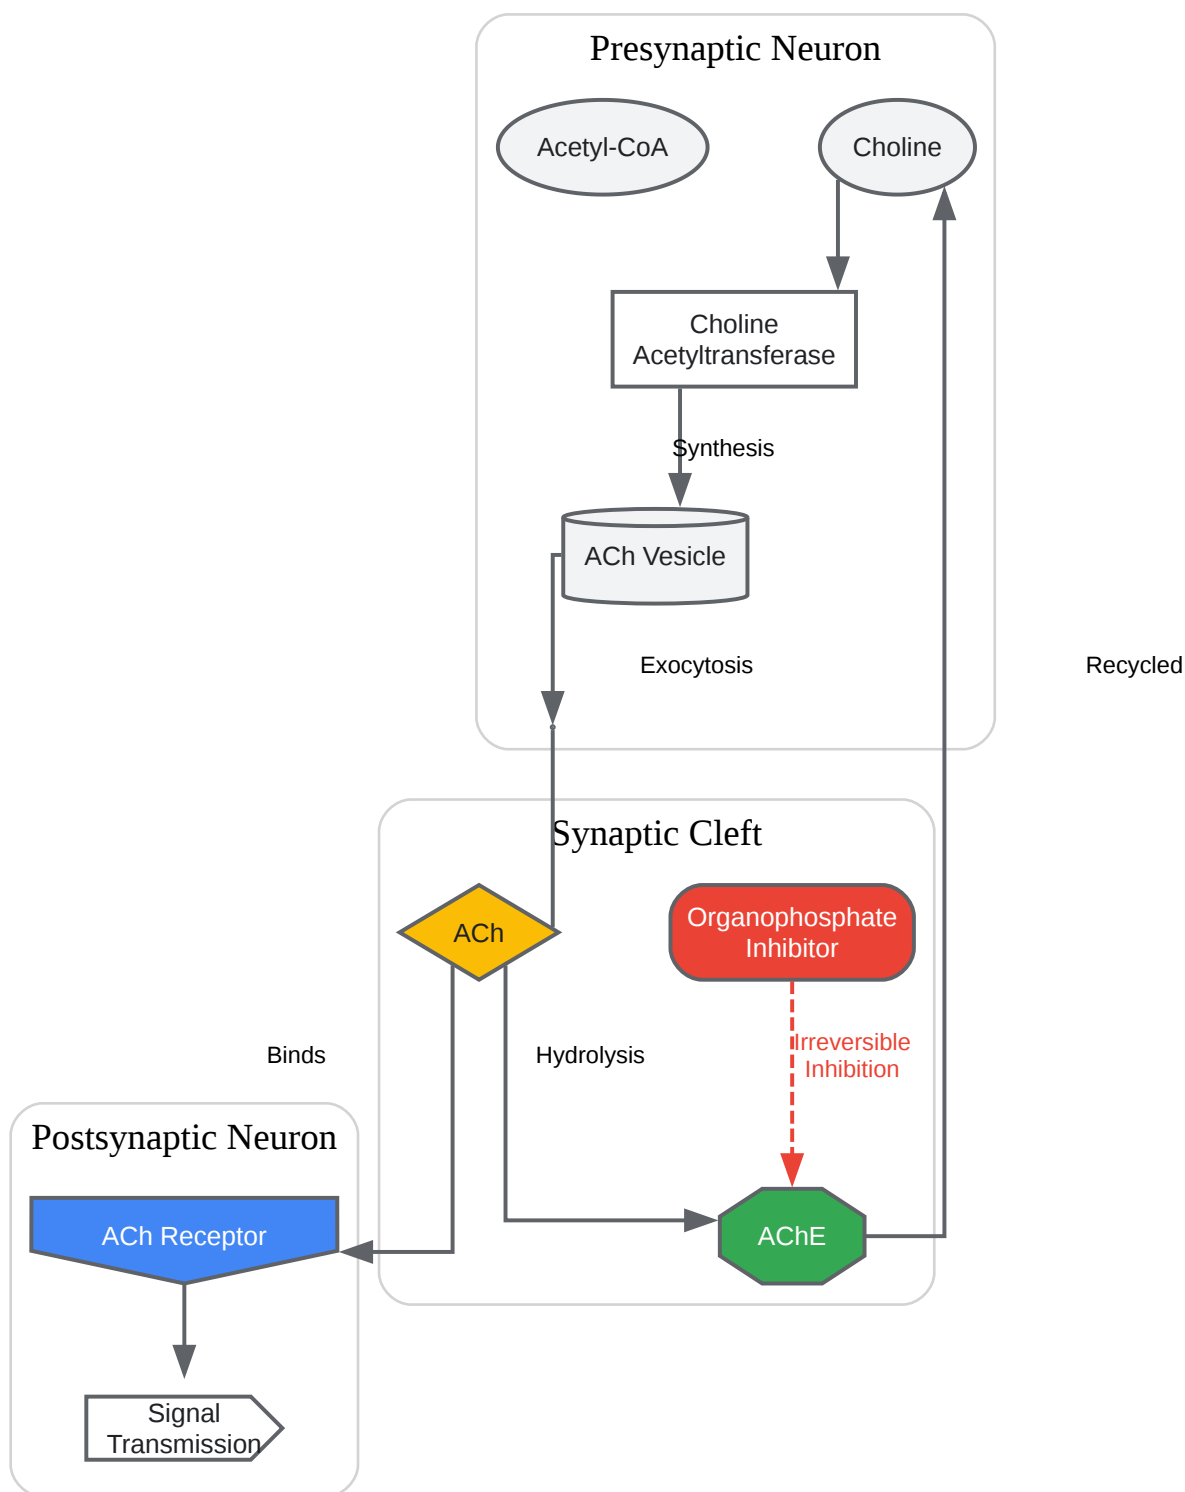 Presynaptic Neuron
Acetyl-CoA
Choline
Choline
Acetyltransferase
Synthesis
ACh Vesicle
Exocytosis
Recycled
Synaptic Cleft
ACh
Organophosphate
Inhibitor
Binds
Hydrolysis
Irreversible
Inhibition
Postsynaptic Neuron
ACh Receptor
AChE
Signal
Transmission